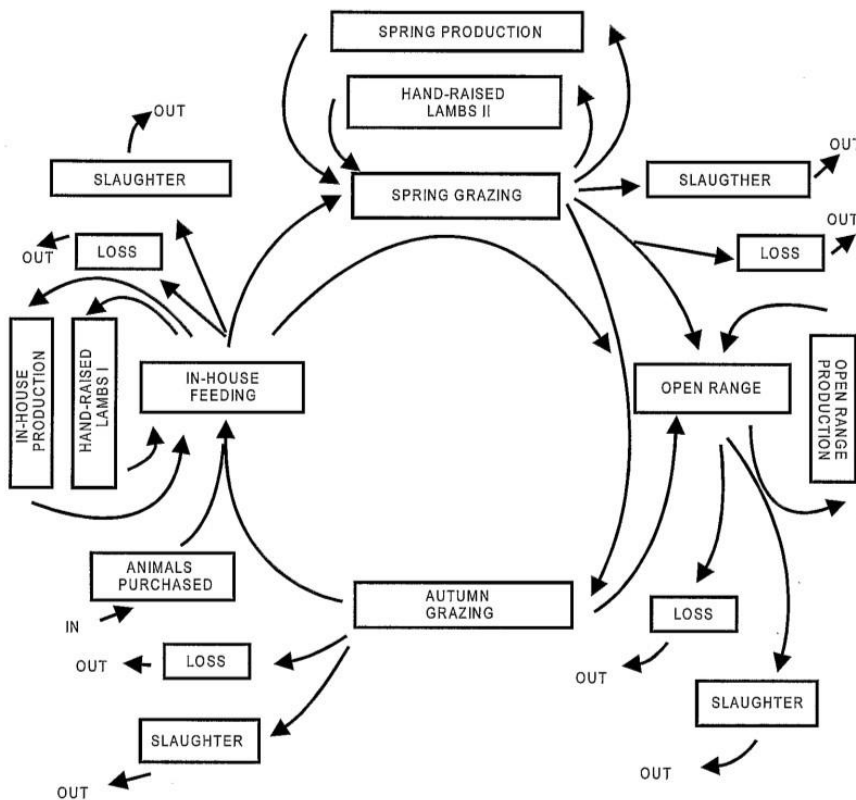 SPRING PRODUCTION
HAND-RAISED
LAMBS II
OUT
SLAUGHTER
SPRING GRAZING
SLAUGTHER
OUT
OUT
LOSS
OUT
LOSS
IN-HOUSE
PRODUCTION
HAND-RAISED
LAMBS I
IN-HOUSE
FEEDING
OPEN RANGE
OPEN RANGE
PRODUCTION
ANIMALS
PURCHASED
IN
AUTUMN
GRAZING
LOSS
OUT
LOSS
OUT
SLAUGHTER
SLAUGHTER
OUT
OUT